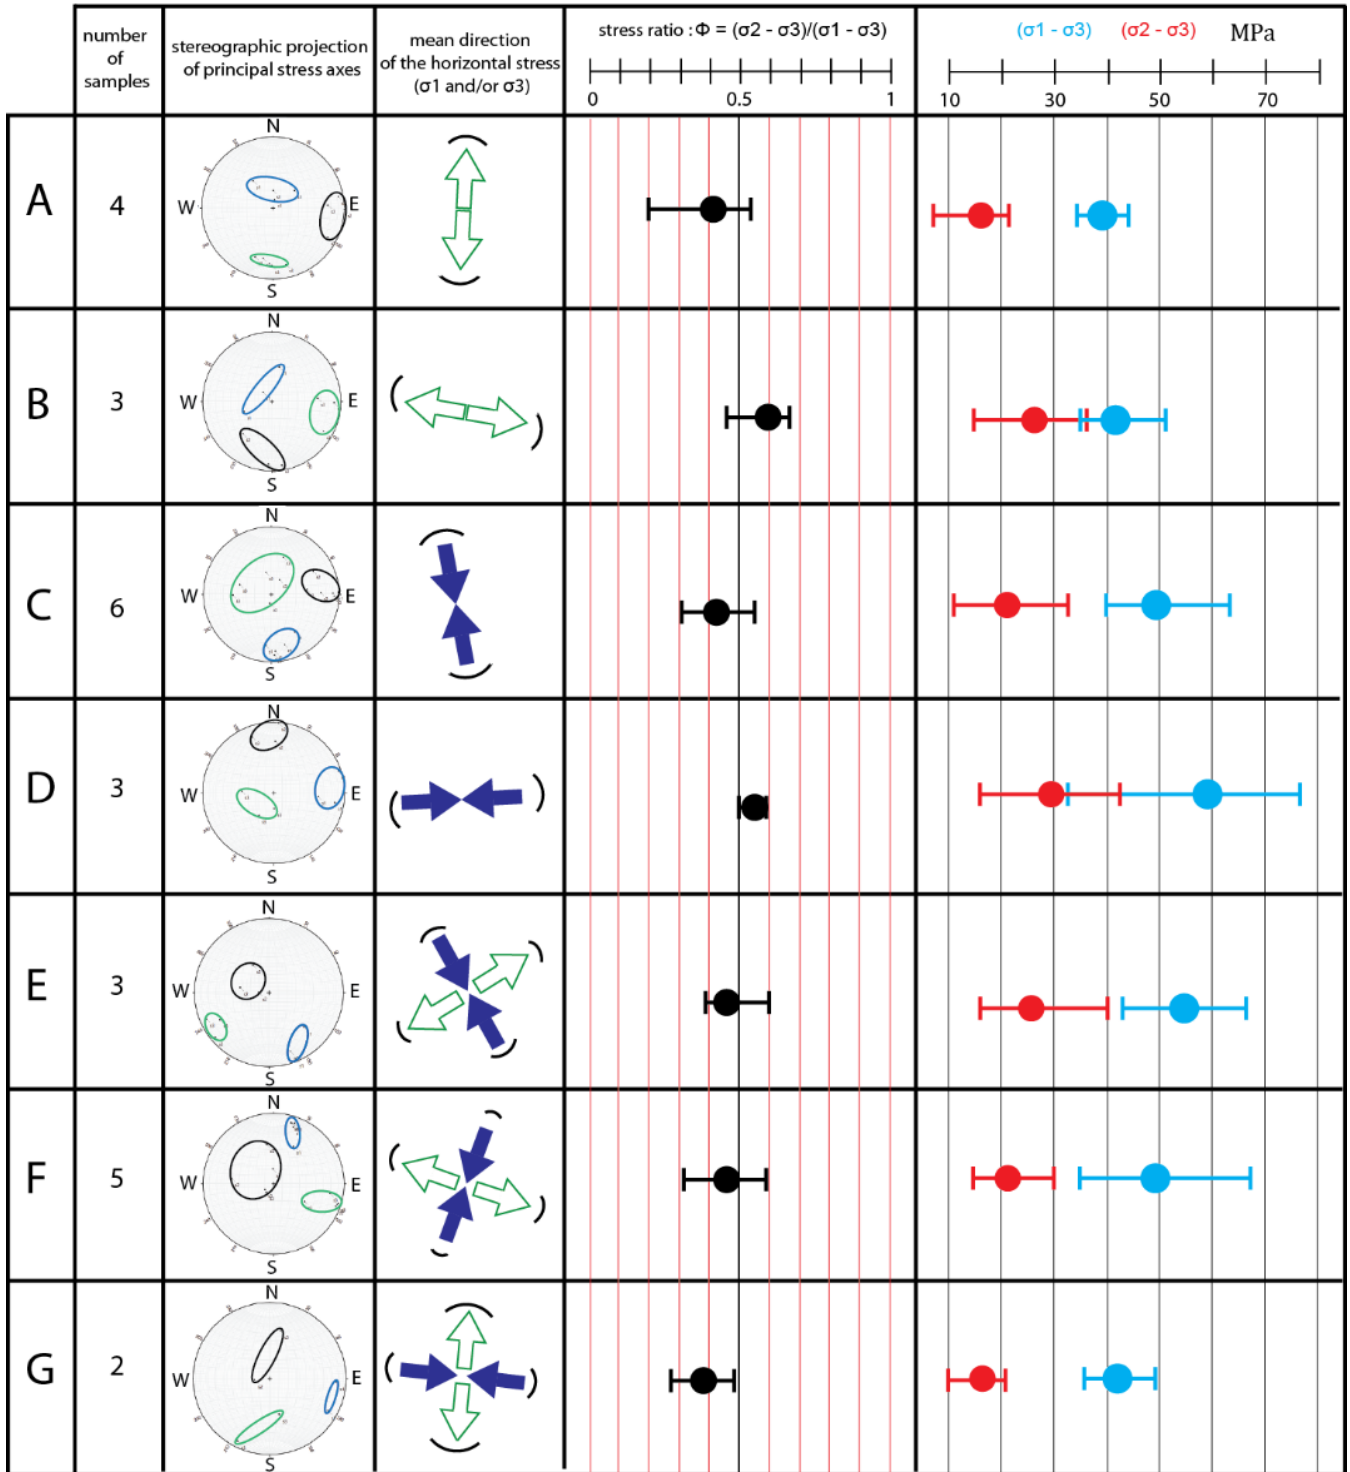 number
of
samples
stereographic projection
of principal stress axes
mean direction
of the horizontal stress
(σ1 and/or σ3)
stress ratio : Φ = (σ2 - σ3)/(σ1 - σ3)
0 0.5 1
(σ1 - σ3) (σ2 - σ3) MPa
10 30 50 70
A 4
N
W E
S
B 3
N
W E
S
C 6
N
W E
S
D 3
N
W E
S
E 3
N
W E
S
F 5
N
W E
S
G 2
N
W E
S